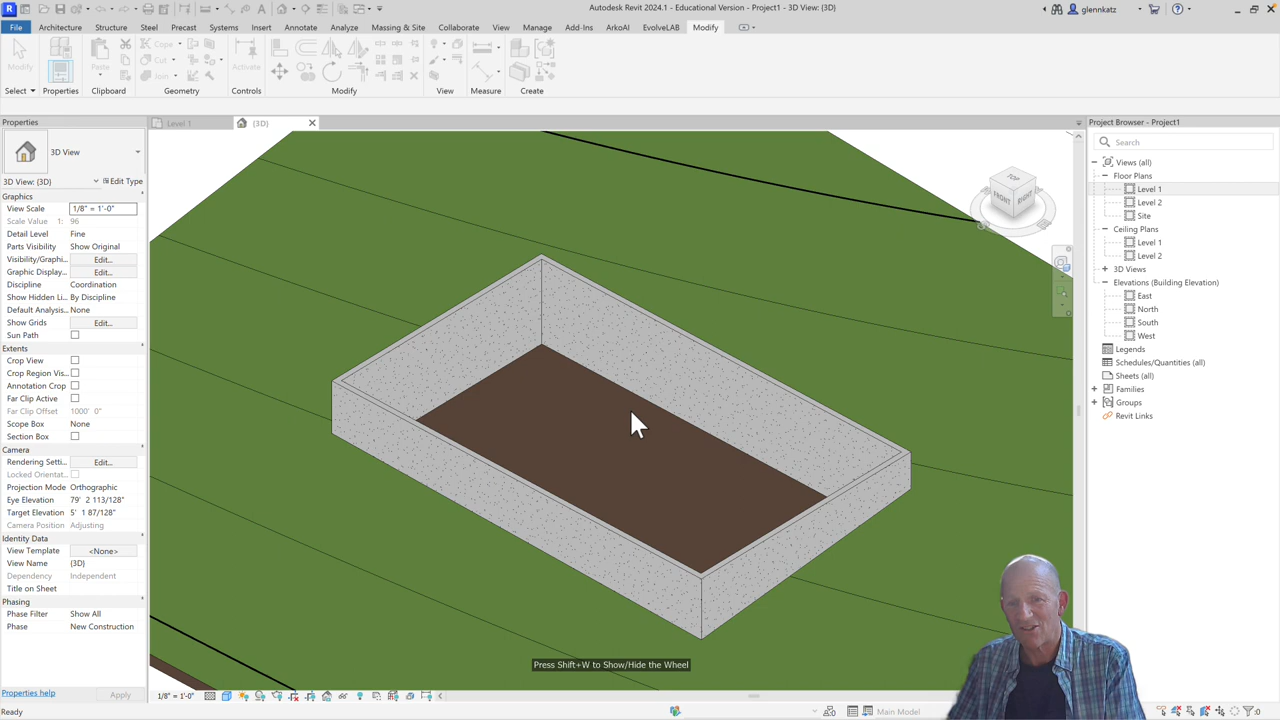 Autodesk Revit 2024.1 - Educational Version - Project1 - 3D View: {3D}
glennkatz
File Architecture Structure Steel Precast Systems Insert Annotate Analyze Massing & Site Collaborate View Manage Add-Ins ArkoAI EvolveLAB Modify
Modify Paste Cope Cut Join Activate
Select Properties Clipboard Geometry Controls Modify View Measure Create
Properties
Level 1 {3D}
Project Browser - Project1
3D View
Search
3D View: {3D} Edit Type
Graphics
View Scale 1/8" = 1'-0"
Scale Value 1: 96
Detail Level Fine
Parts Visibility Show Original
Visibility/Graphi... Edit...
Graphic Display... Edit...
Discipline Coordination
Show Hidden Li... By Discipline
Default Analysis... None
Show Grids Edit...
Sun Path
Extents
Crop View
Crop Region Vis...
Annotation Crop
Far Clip Active
Far Clip Offset 1000' 0"
Scope Box None
Section Box
Camera
Rendering Setti... Edit...
Locked Orientat...
Projection Mode Orthographic
Eye Elevation 79' 2 113/128"
Target Elevation 5' 1 87/128"
Camera Position Adjusting
Identity Data
View Template <None>
View Name {3D}
Dependency Independent
Title on Sheet
Phasing
Phase Filter Show All
Phase New Construction
Properties help Apply
TOP
FRONT RIGHT
Views (all)
Floor Plans
Level 1
Level 2
Site
Ceiling Plans
Level 1
Level 2
3D Views
Elevations (Building Elevation)
East
North
South
West
Legends
Schedules/Quantities (all)
Sheets (all)
Families
Groups
Revit Links
Press Shift+W to Show/Hide the Wheel
1/8" = 1'-0"
Ready
Main Model
:0